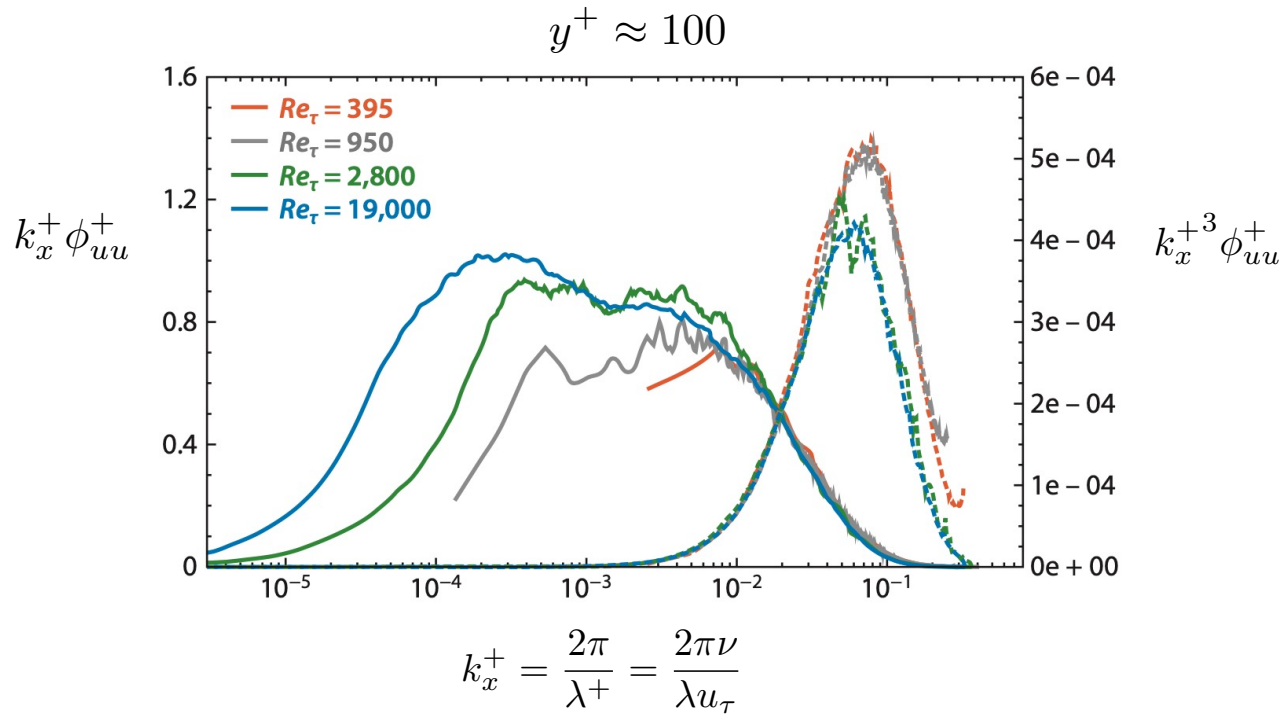 y⁺ ≈ 100
1.6
1.2
0.8
0.4
0
Re_τ = 395
Re_τ = 950
Re_τ = 2,800
Re_τ = 19,000
6e – 04
5e – 04
4e – 04
3e – 04
2e – 04
1e – 04
0e + 00
k_x⁺ϕ_uu⁺
k_x⁺³ϕ_uu⁺
10⁻⁵ 10⁻⁴ 10⁻³ 10⁻² 10⁻¹
k_x⁺ = 2π/λ⁺ = 2πν/λu_τ